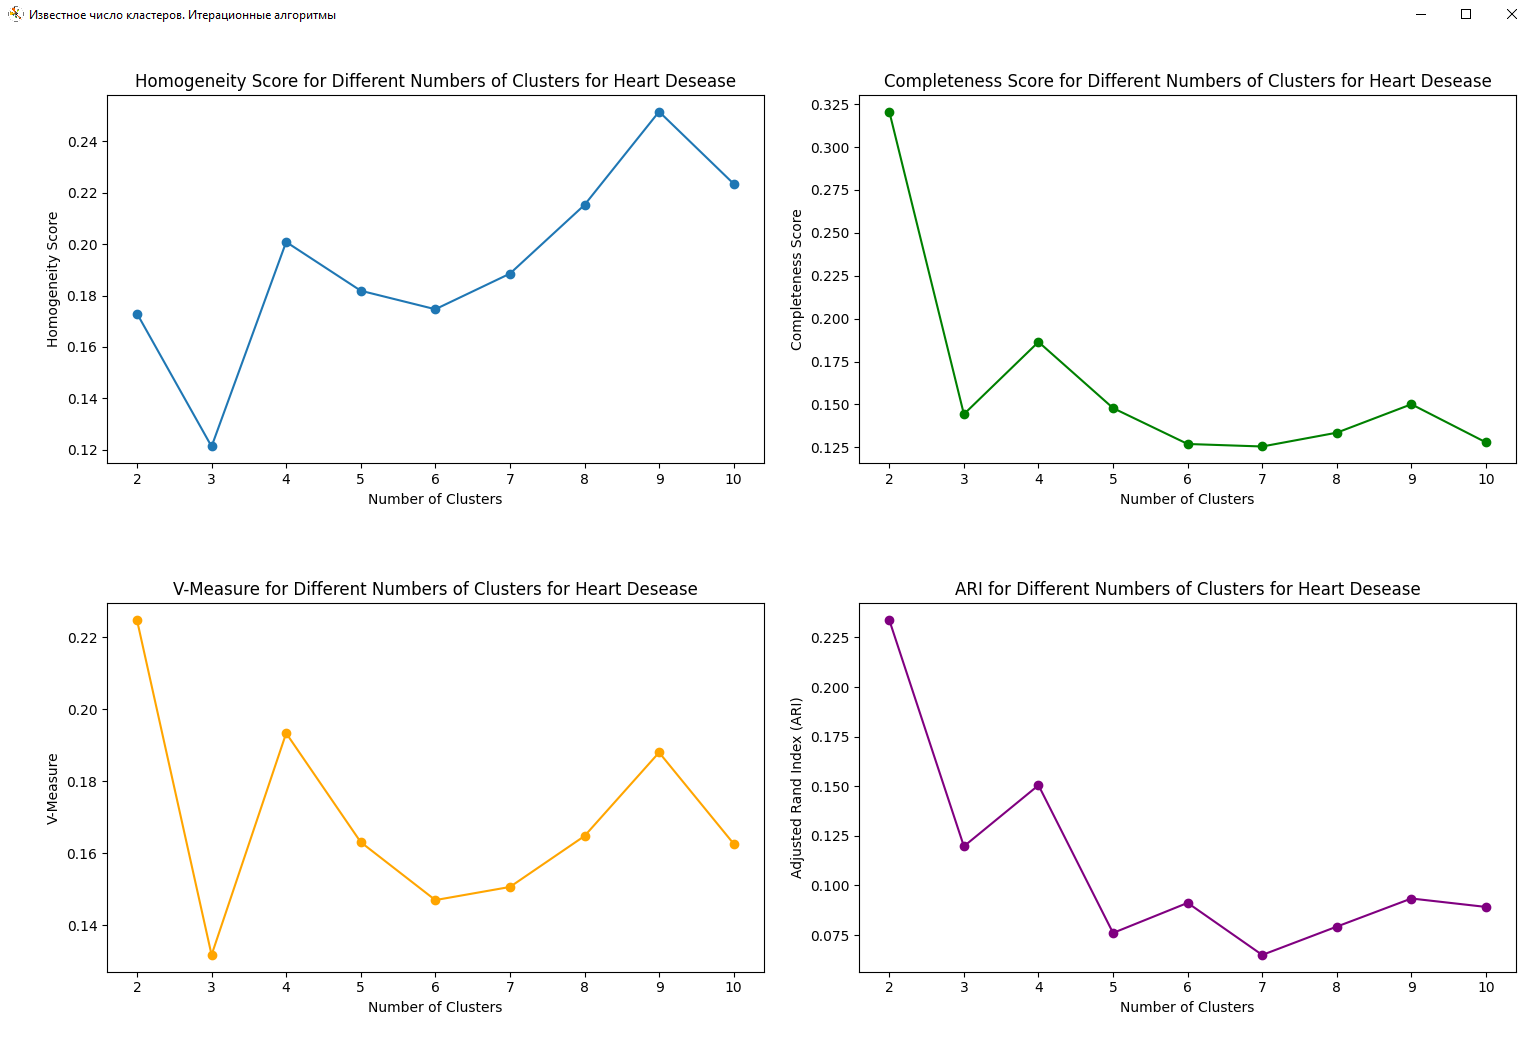 Известное число кластеров. Итерационные алгоритмы
Homogeneity Score for Different Numbers of Clusters for Heart Desease
Homogeneity Score
0.24
0.22
0.20
0.18
0.16
0.14
0.12
2 3 4 5 6 7 8 9 10
Number of Clusters
Completeness Score for Different Numbers of Clusters for Heart Desease
Completeness Score
0.325
0.300
0.275
0.250
0.225
0.200
0.175
0.150
0.125
2 3 4 5 6 7 8 9 10
Number of Clusters
V-Measure for Different Numbers of Clusters for Heart Desease
V-Measure
0.22
0.20
0.18
0.16
0.14
2 3 4 5 6 7 8 9 10
Number of Clusters
ARI for Different Numbers of Clusters for Heart Desease
Adjusted Rand Index (ARI)
0.225
0.200
0.175
0.150
0.125
0.100
0.075
2 3 4 5 6 7 8 9 10
Number of Clusters